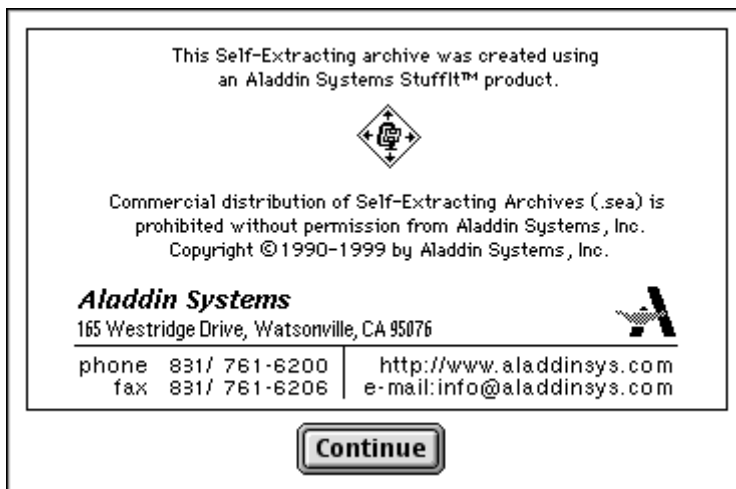 This Self-Extracting archive was created using
an Aladdin Systems StuffIt™ product.
Commercial distribution of Self-Extracting Archives (.sea) is
prohibited without permission from Aladdin Systems, Inc.
Copyright ©1990-1999 by Aladdin Systems, Inc.
Aladdin Systems
165 Westridge Drive, Watsonville, CA 95076
phone 831/ 761-6200
fax 831/ 761-6206
http://www.aladdinsys.com
e-mail:info@aladdinsys.com
Continue